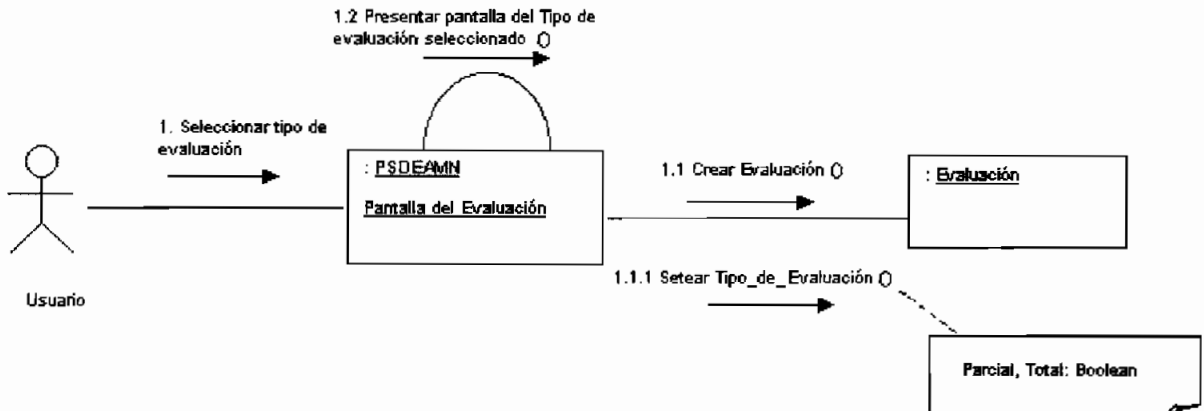 1.2 Presentar pantalla del Tipo de
evaluación seleccionado ()
1. Seleccionar tipo de
evaluación
: PSDEAMN
Pantalla del Evaluación
1.1 Crear Evaluación ()
: Evaluación
1.1.1 Setear Tipo_de_Evaluación ()
Usuario
Parcial, Total: Boolean